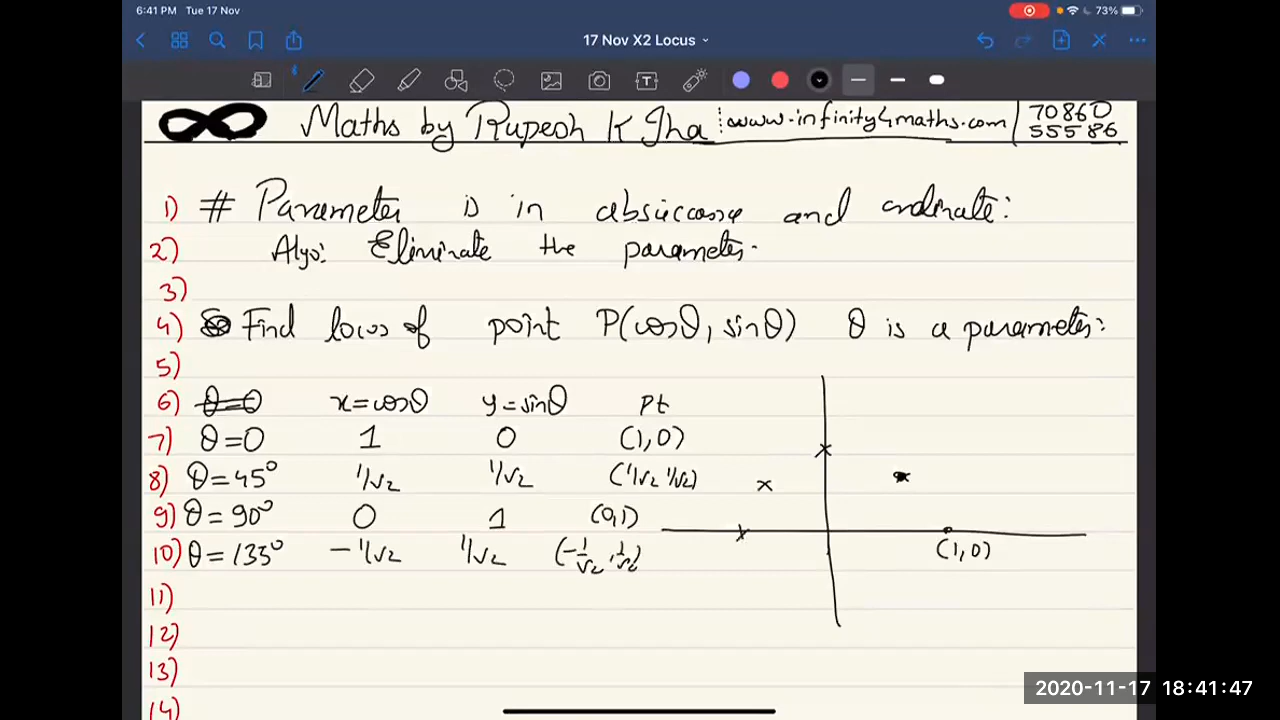 6:41 PM Tue 17 Nov 73%
17 Nov X2 Locus
Maths by Rupesh K Jha www.infinity4maths.com 70860 55586
1) # Parameter is in and ordinate:
2) Eliminate the parameter.
3)
4) Find locus of point P(cosθ, sinθ) θ is a parameter:
5)
6) θ=0 x=cosθ y=sinθ pt
7) θ=0 1 0 (1,0)
8) θ=45° 1/√2 1/√2 (1/√2 1/√2)
9) θ=90° 0 1 (0,1)
10) θ=135° -1/√2 1/√2 (-1/√2, 1/√2)
(1,0)
11)
12)
13)
14)
2020-11-17 18:41:47